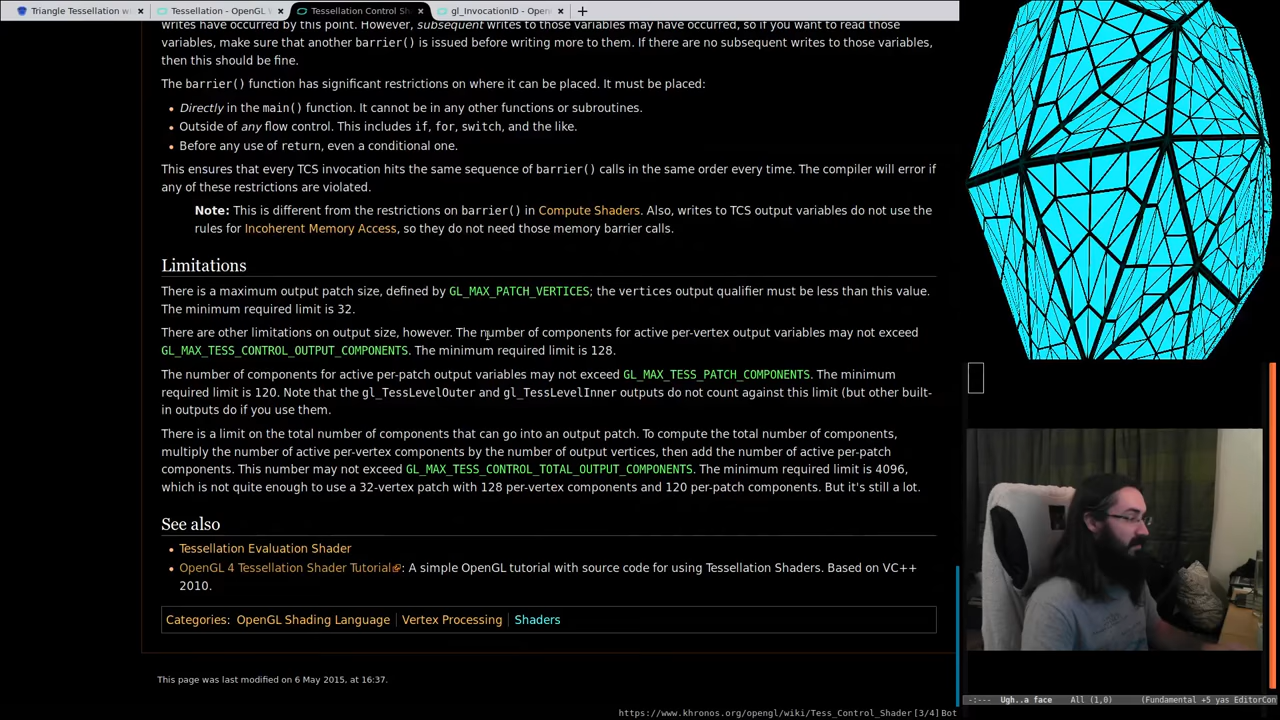 Triangle Tessellation wi
Tessellation - OpenGL W
Tessellation Control Sha
gl_InvocationID - Open
writes have occurred by this point. However, subsequent writes to those variables may have occurred, so if you want to read those
variables, make sure that another barrier() is issued before writing more to them. If there are no subsequent writes to those variables,
then this should be fine.
The barrier() function has significant restrictions on where it can be placed. It must be placed:
• Directly in the main() function. It cannot be in any other functions or subroutines.
• Outside of any flow control. This includes if, for, switch, and the like.
• Before any use of return, even a conditional one.
This ensures that every TCS invocation hits the same sequence of barrier() calls in the same order every time. The compiler will error if
any of these restrictions are violated.
Note: This is different from the restrictions on barrier() in Compute Shaders. Also, writes to TCS output variables do not use the
rules for Incoherent Memory Access, so they do not need those memory barrier calls.
Limitations
There is a maximum output patch size, defined by GL_MAX_PATCH_VERTICES; the vertices output qualifier must be less than this value.
The minimum required limit is 32.
There are other limitations on output size, however. The number of components for active per-vertex output variables may not exceed
GL_MAX_TESS_CONTROL_OUTPUT_COMPONENTS. The minimum required limit is 128.
The number of components for active per-patch output variables may not exceed GL_MAX_TESS_PATCH_COMPONENTS. The minimum
required limit is 120. Note that the gl_TessLevelOuter and gl_TessLevelInner outputs do not count against this limit (but other built-
in outputs do if you use them.
There is a limit on the total number of components that can go into an output patch. To compute the total number of components,
multiply the number of active per-vertex components by the number of output vertices, then add the number of active per-patch
components. This number may not exceed GL_MAX_TESS_CONTROL_TOTAL_OUTPUT_COMPONENTS. The minimum required limit is 4096,
which is not quite enough to use a 32-vertex patch with 128 per-vertex components and 120 per-patch components. But it's still a lot.
See also
• Tessellation Evaluation Shader
• OpenGL 4 Tessellation Shader Tutorial: A simple OpenGL tutorial with source code for using Tessellation Shaders. Based on VC++
2010.
Categories: OpenGL Shading Language | Vertex Processing | Shaders
This page was last modified on 6 May 2015, at 16:37.
https://www.khronos.org/opengl/wiki/Tess_Control_Shader [3/4] Bot
-:--- Ugh..a face All (1,0) (Fundamental +5 yas EditorCon